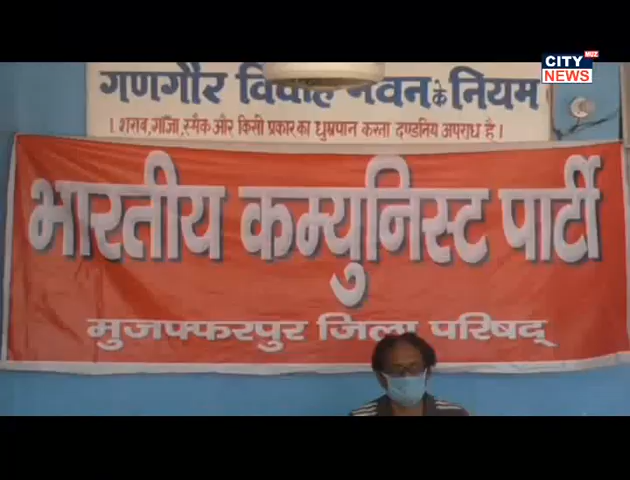 CITY MUZ
NEWS
गणगौर विवाह भवन के नियम
। शराब, गाँजा, स्मैक और किसी प्रकार का धुम्रपान करना दण्डनिय अपराध है।
भारतीय कम्युनिस्ट पार्टी
मुजफ्फरपुर जिला परिषद्